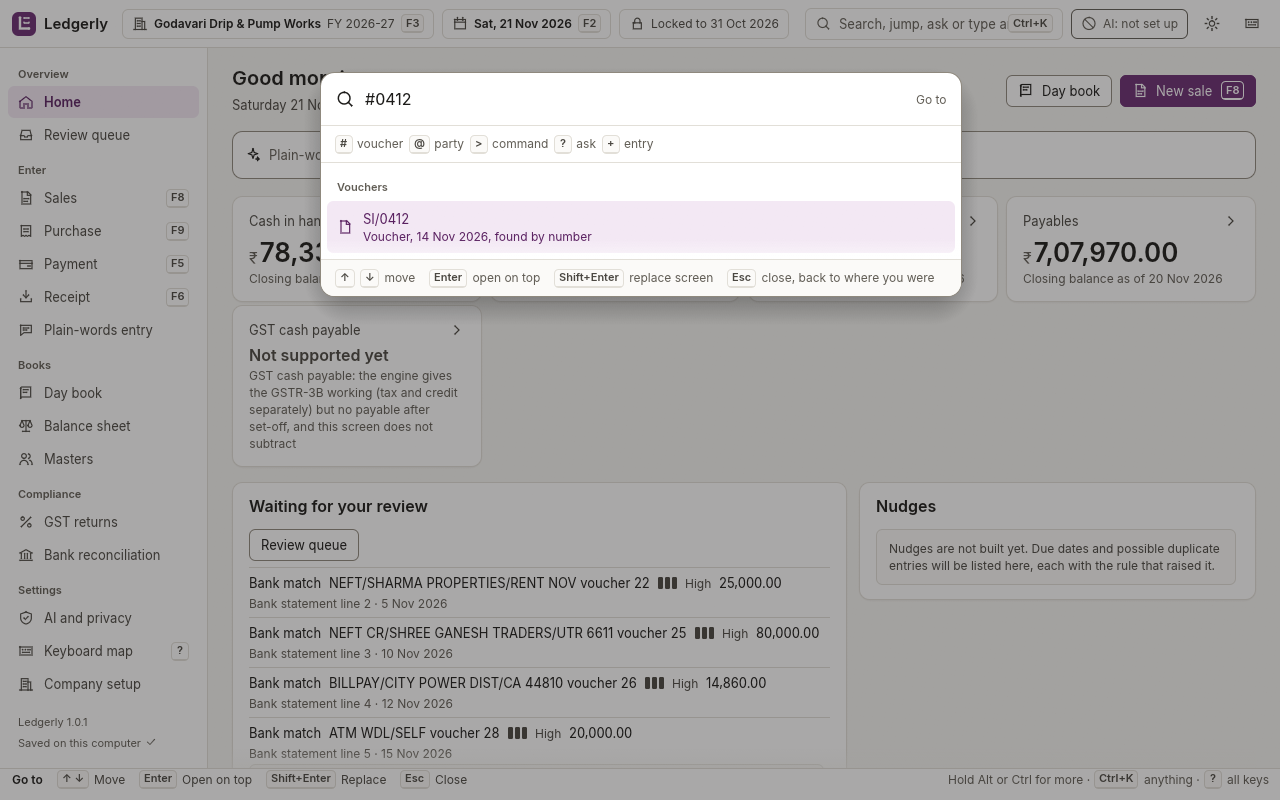 Ledgerly
Godavari Drip & Pump Works FY 2026-27 F3
Sat, 21 Nov 2026 F2
Locked to 31 Oct 2026
Search, jump, ask or type a Ctrl+K
AI: not set up
Overview
Home
Review queue
Enter
Sales F8
Purchase F9
Payment F5
Receipt F6
Plain-words entry
Books
Day book
Balance sheet
Masters
Compliance
GST returns
Bank reconciliation
Settings
AI and privacy
Keyboard map ?
Company setup
Ledgerly 1.0.1
Saved on this computer
Good
Saturday 21
Day book
New sale F8
#0412
Go to
# voucher @ party > command ? ask + entry
Vouchers
SI/0412
Voucher, 14 Nov 2026, found by number
↑ ↓ move Enter open on top Shift+Enter replace screen Esc close, back to where you were
Cash in
₹78,3
Closing
Payables
₹7,07,970.00
Closing balance as of 20 Nov 2026
GST cash payable
Not supported yet
GST cash payable: the engine gives
the GSTR-3B working (tax and credit
separately) but no payable after
set-off, and this screen does not
subtract
Waiting for your review
Review queue
Bank match NEFT/SHARMA PROPERTIES/RENT NOV voucher 22 High 25,000.00
Bank statement line 2 · 5 Nov 2026
Bank match NEFT CR/SHREE GANESH TRADERS/UTR 6611 voucher 25 High 80,000.00
Bank statement line 3 · 10 Nov 2026
Bank match BILLPAY/CITY POWER DIST/CA 44810 voucher 26 High 14,860.00
Bank statement line 4 · 12 Nov 2026
Bank match ATM WDL/SELF voucher 28 High 20,000.00
Bank statement line 5 · 15 Nov 2026
Nudges
Nudges are not built yet. Due dates and possible duplicate
entries will be listed here, each with the rule that raised it.
Go to ↑ ↓ Move Enter Open on top Shift+Enter Replace Esc Close
Hold Alt or Ctrl for more · Ctrl+K anything · ? all keys